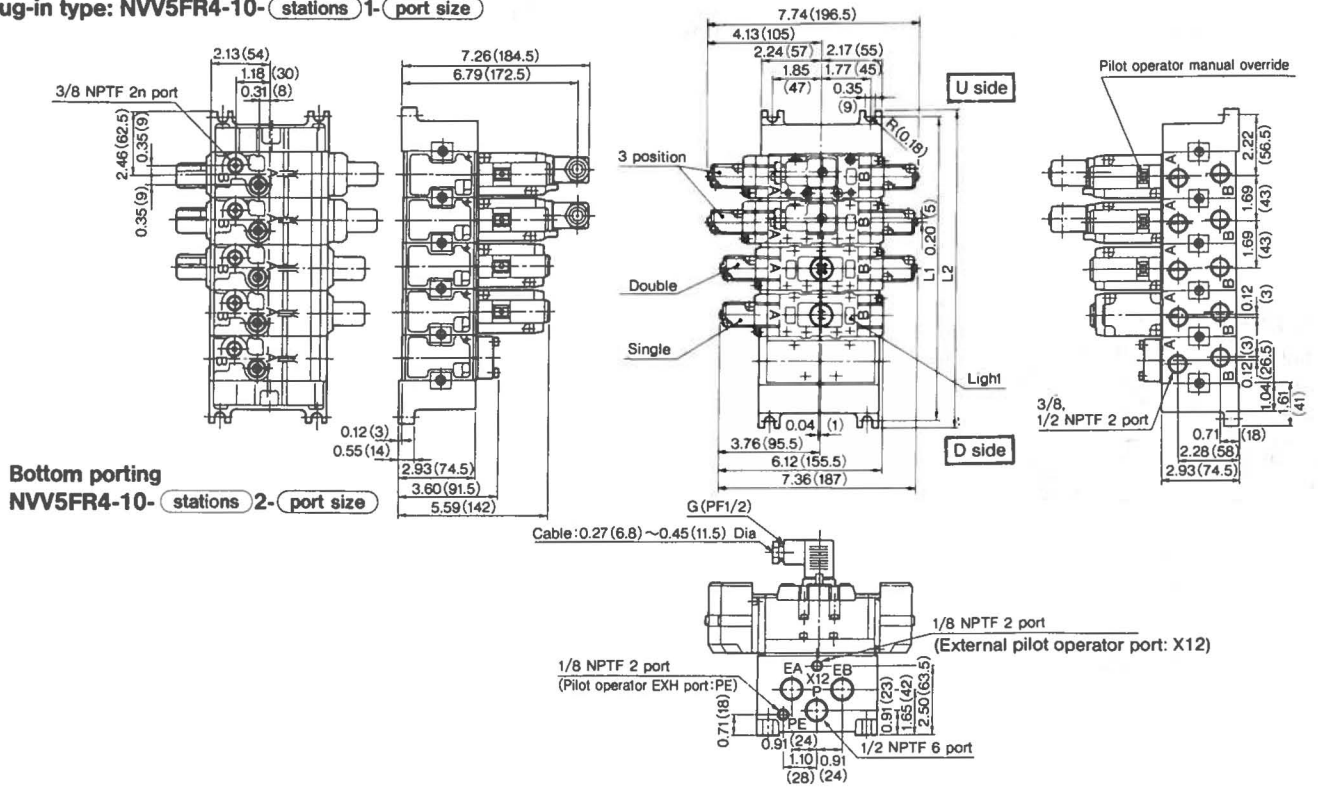 ug-in type: NVV5FR4-10- stations 1- port size
2.13(54)
1.18 (30)
0.31 (8)
3/8 NPTF 2n port
2.46(62.5)
0.35(9)
0.35(9)
B
B
B
B
B
7.26(184.5)
6.79(172.5)
0.12(3)
0.55(14)
2.93(74.5)
3.60(91.5)
5.59(142)
7.74(196.5)
4.13(105)
2.24(57) 2.17(55)
1.85 1.77(45)
(47) 0.35
(9)
U side
R(0.18)
3 position
Double
Single
A B
A
A B
A B
0.20 (5)
L1
L2
Light
0.04 (1)
3.76(95.5)
6.12(155.5)
7.36(187)
D side
Pilot operator manual override
2.22
(56.5)
1.69
(43)
1.69
(43)
0.12
(3)
0.12(3)
1.04(26.5)
1.61
(41)
A B
A B
A B
A B
A B
3/8,
1/2 NPTF 2 port
0.71 (18)
2.28(58)
2.93(74.5)
Bottom porting
NVV5FR4-10- stations 2- port size
G(PF1/2)
Cable:0.27(6.8)~0.45(11.5) Dia
1/8 NPTF 2 port
(External pilot operator port: X12)
1/8 NPTF 2 port
(Pilot operator EXH port:PE)
EA X12 EB
P
PE
0.71(18)
0.91(23)
1.65(42)
2.50(63.5)
0.91(24)
1.10 0.91
(28) (24)
1/2 NPTF 6 port